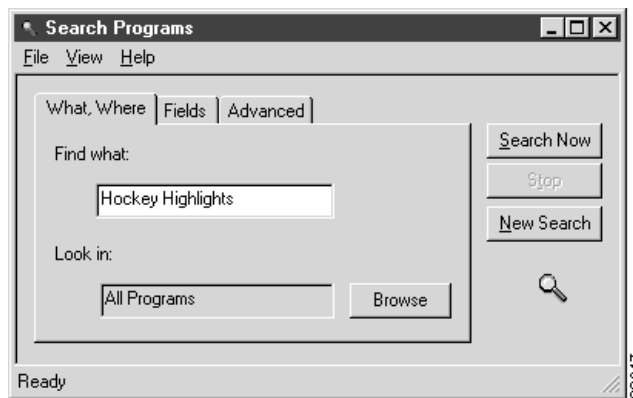 Search Programs
File View Help
What, Where Fields Advanced
Find what:
Hockey Highlights
Look in:
All Programs
Browse
Search Now
Stop
New Search
Ready